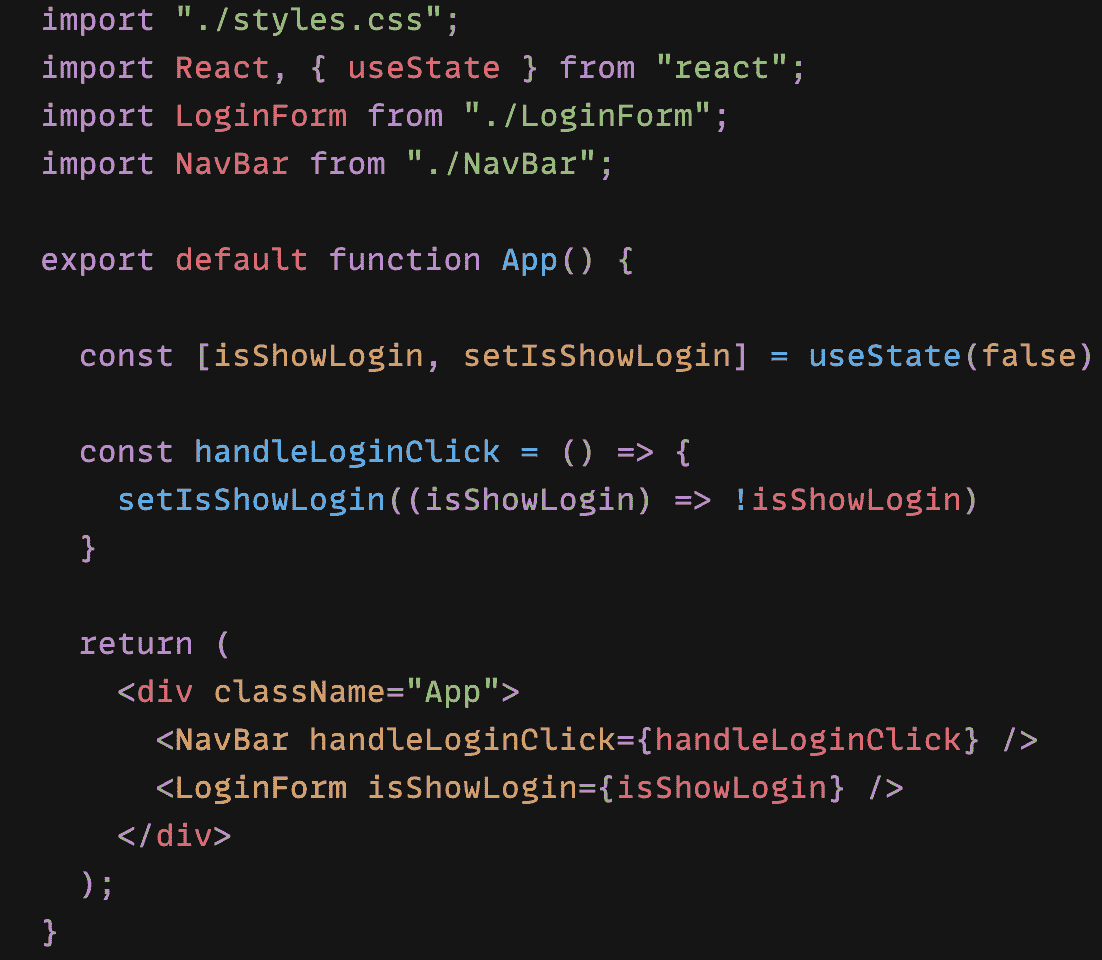 import "./styles.css";
import React, { useState } from "react";
import LoginForm from "./LoginForm";
import NavBar from "./NavBar";

export default function App() {

  const [isShowLogin, setIsShowLogin] = useState(false)

  const handleLoginClick = () => {
    setIsShowLogin((isShowLogin) => !isShowLogin)
  }

  return (
    <div className="App">
      <NavBar handleLoginClick={handleLoginClick} />
      <LoginForm isShowLogin={isShowLogin} />
    </div>
  );
}